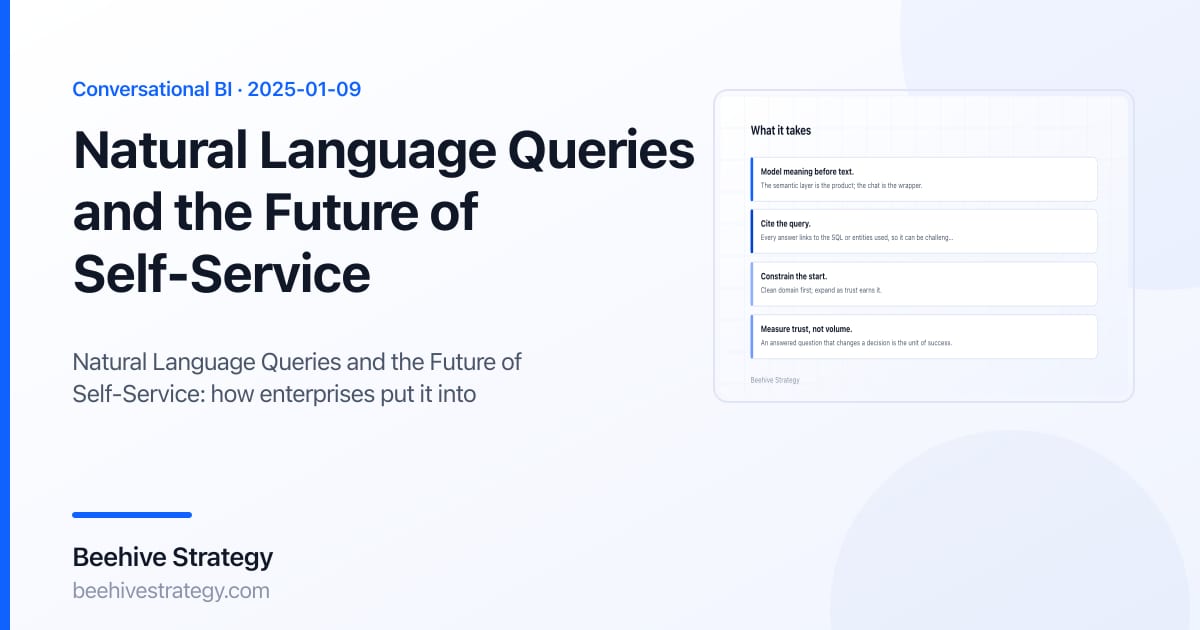 Conversational BI · 2025-01-09
Natural Language Queries
and the Future of
Self-Service
Natural Language Queries and the Future of
Self-Service: how enterprises put it into
Beehive Strategy
beehivestrategy.com
What it takes
Model meaning before text.
The semantic layer is the product; the chat is the wrapper.
Cite the query.
Every answer links to the SQL or entities used, so it can be challeng...
Constrain the start.
Clean domain first; expand as trust earns it.
Measure trust, not volume.
An answered question that changes a decision is the unit of success.
Beehive Strategy